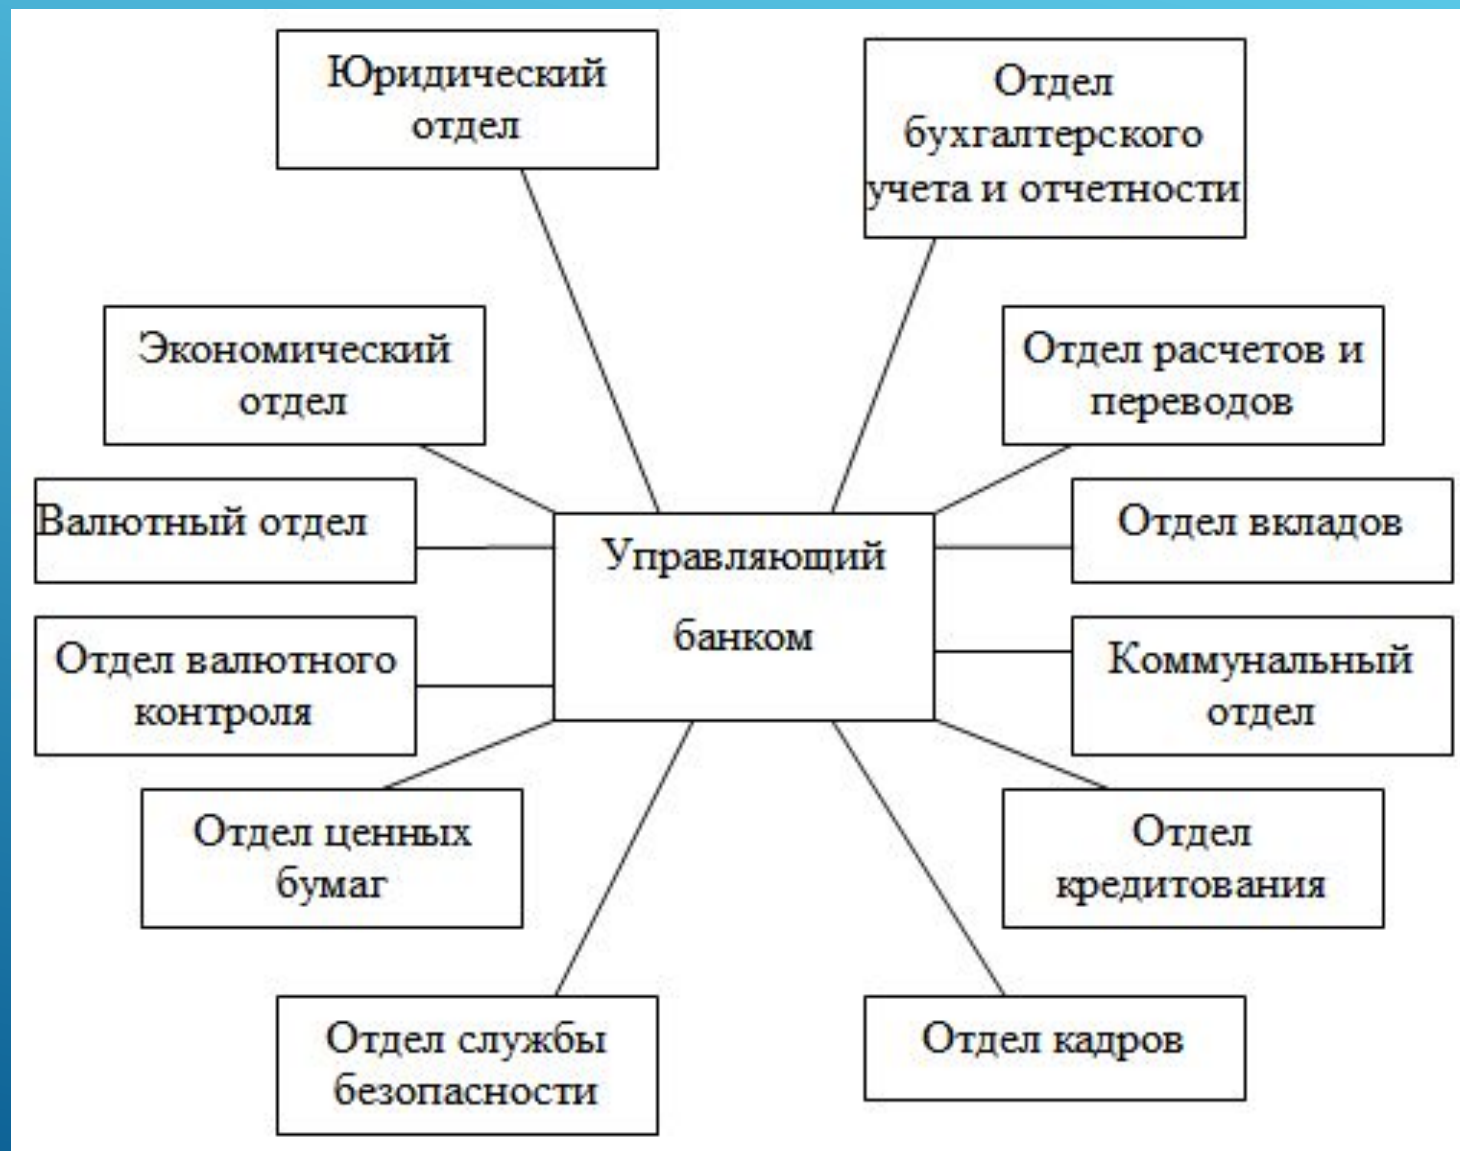 Юридический
отдел
Отдел
бухгалтерского
учета и отчетности
Экономический
отдел
Отдел расчетов и
переводов
Валютный отдел
Отдел вкладов
Управляющий
банком
Отдел валютного
контроля
Коммунальный
отдел
Отдел ценных
бумаг
Отдел
кредитования
Отдел службы
безопасности
Отдел кадров